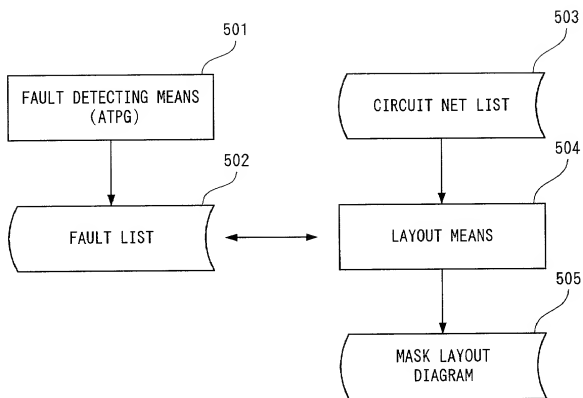 501
FAULT DETECTING MEANS
(ATPG)
502
FAULT LIST
503
CIRCUIT NET LIST
504
LAYOUT MEANS
505
MASK LAYOUT
DIAGRAM